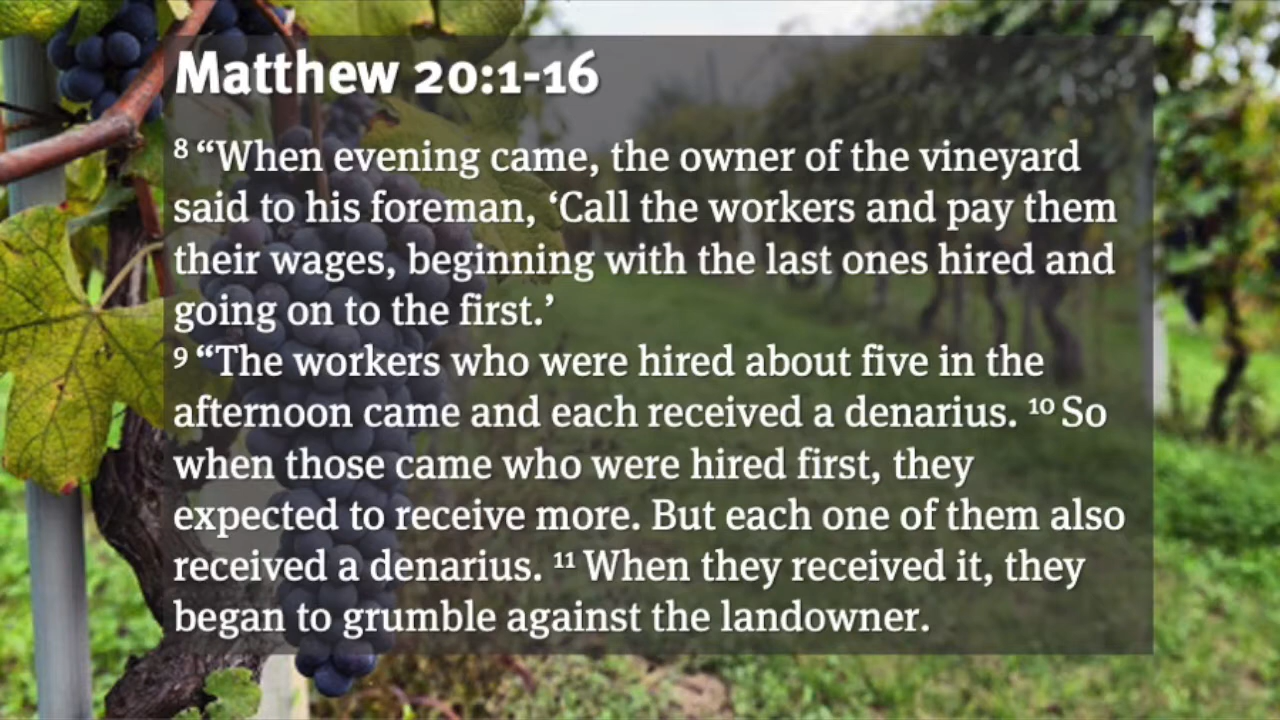 Matthew 20:1-16
8 “When evening came, the owner of the vineyard
said to his foreman, ‘Call the workers and pay them
their wages, beginning with the last ones hired and
going on to the first.’
9 “The workers who were hired about five in the
afternoon came and each received a denarius. 10 So
when those came who were hired first, they
expected to receive more. But each one of them also
received a denarius. 11 When they received it, they
began to grumble against the landowner.